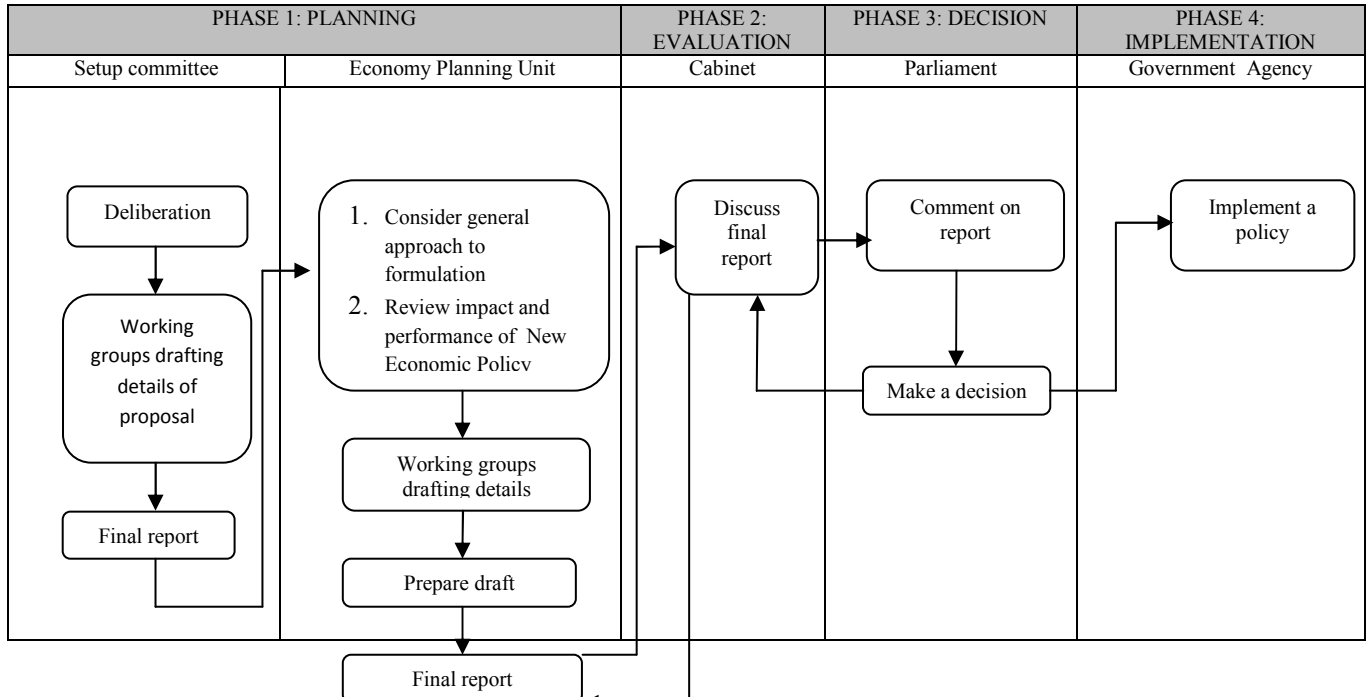 PHASE 1: PLANNING
PHASE 2:
EVALUATION
PHASE 3: DECISION
PHASE 4:
IMPLEMENTATION
Setup committee
Economy Planning Unit
Cabinet
Parliament
Government Agency
Deliberation
Working
groups drafting
details of
proposal
Final report
1. Consider general
approach to
formulation
2. Review impact and
performance of New
Economic Policy
Working groups
drafting details
Prepare draft
Final report
Discuss
final
report
Comment on
report
Make a decision
Implement a
policy